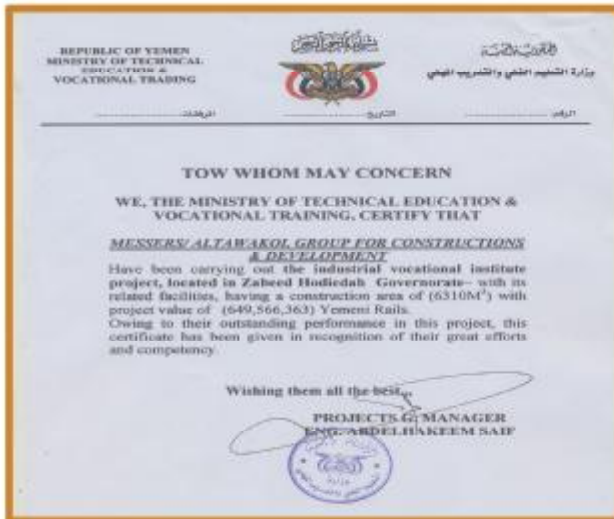 REPUBLIC OF YEMEN
MINISTRY OF TECHNICAL
EDUCATION &
VOCATIONAL TRADING
الجمهورية اليمنية
وزارة التعليم الفني والتدريب المهني
المرفقات:
التاريخ:
الرقم:
TOW WHOM MAY CONCERN
WE, THE MINISTRY OF TECHNICAL EDUCATION &
VOCATIONAL TRAINING, CERTIFY THAT
MESSERS/ ALTAWAKOL GROUP FOR CONSTRUCTIONS
& DEVELOPMENT
Have been carrying out the industrial vocational institute
project, located in Zabeed Hodiedah Governorate– with its
related facilities, having a construction area of (6310M²) with
project value of (649,566,363) Yemeni Rails.
Owing to their outstanding performance in this project, this
certificate has been given in recognition of their great efforts
and competency.
Wishing them all the best,,,
PROJECTS G. MANAGER
ENG. ABDELHAKEEM SAIF